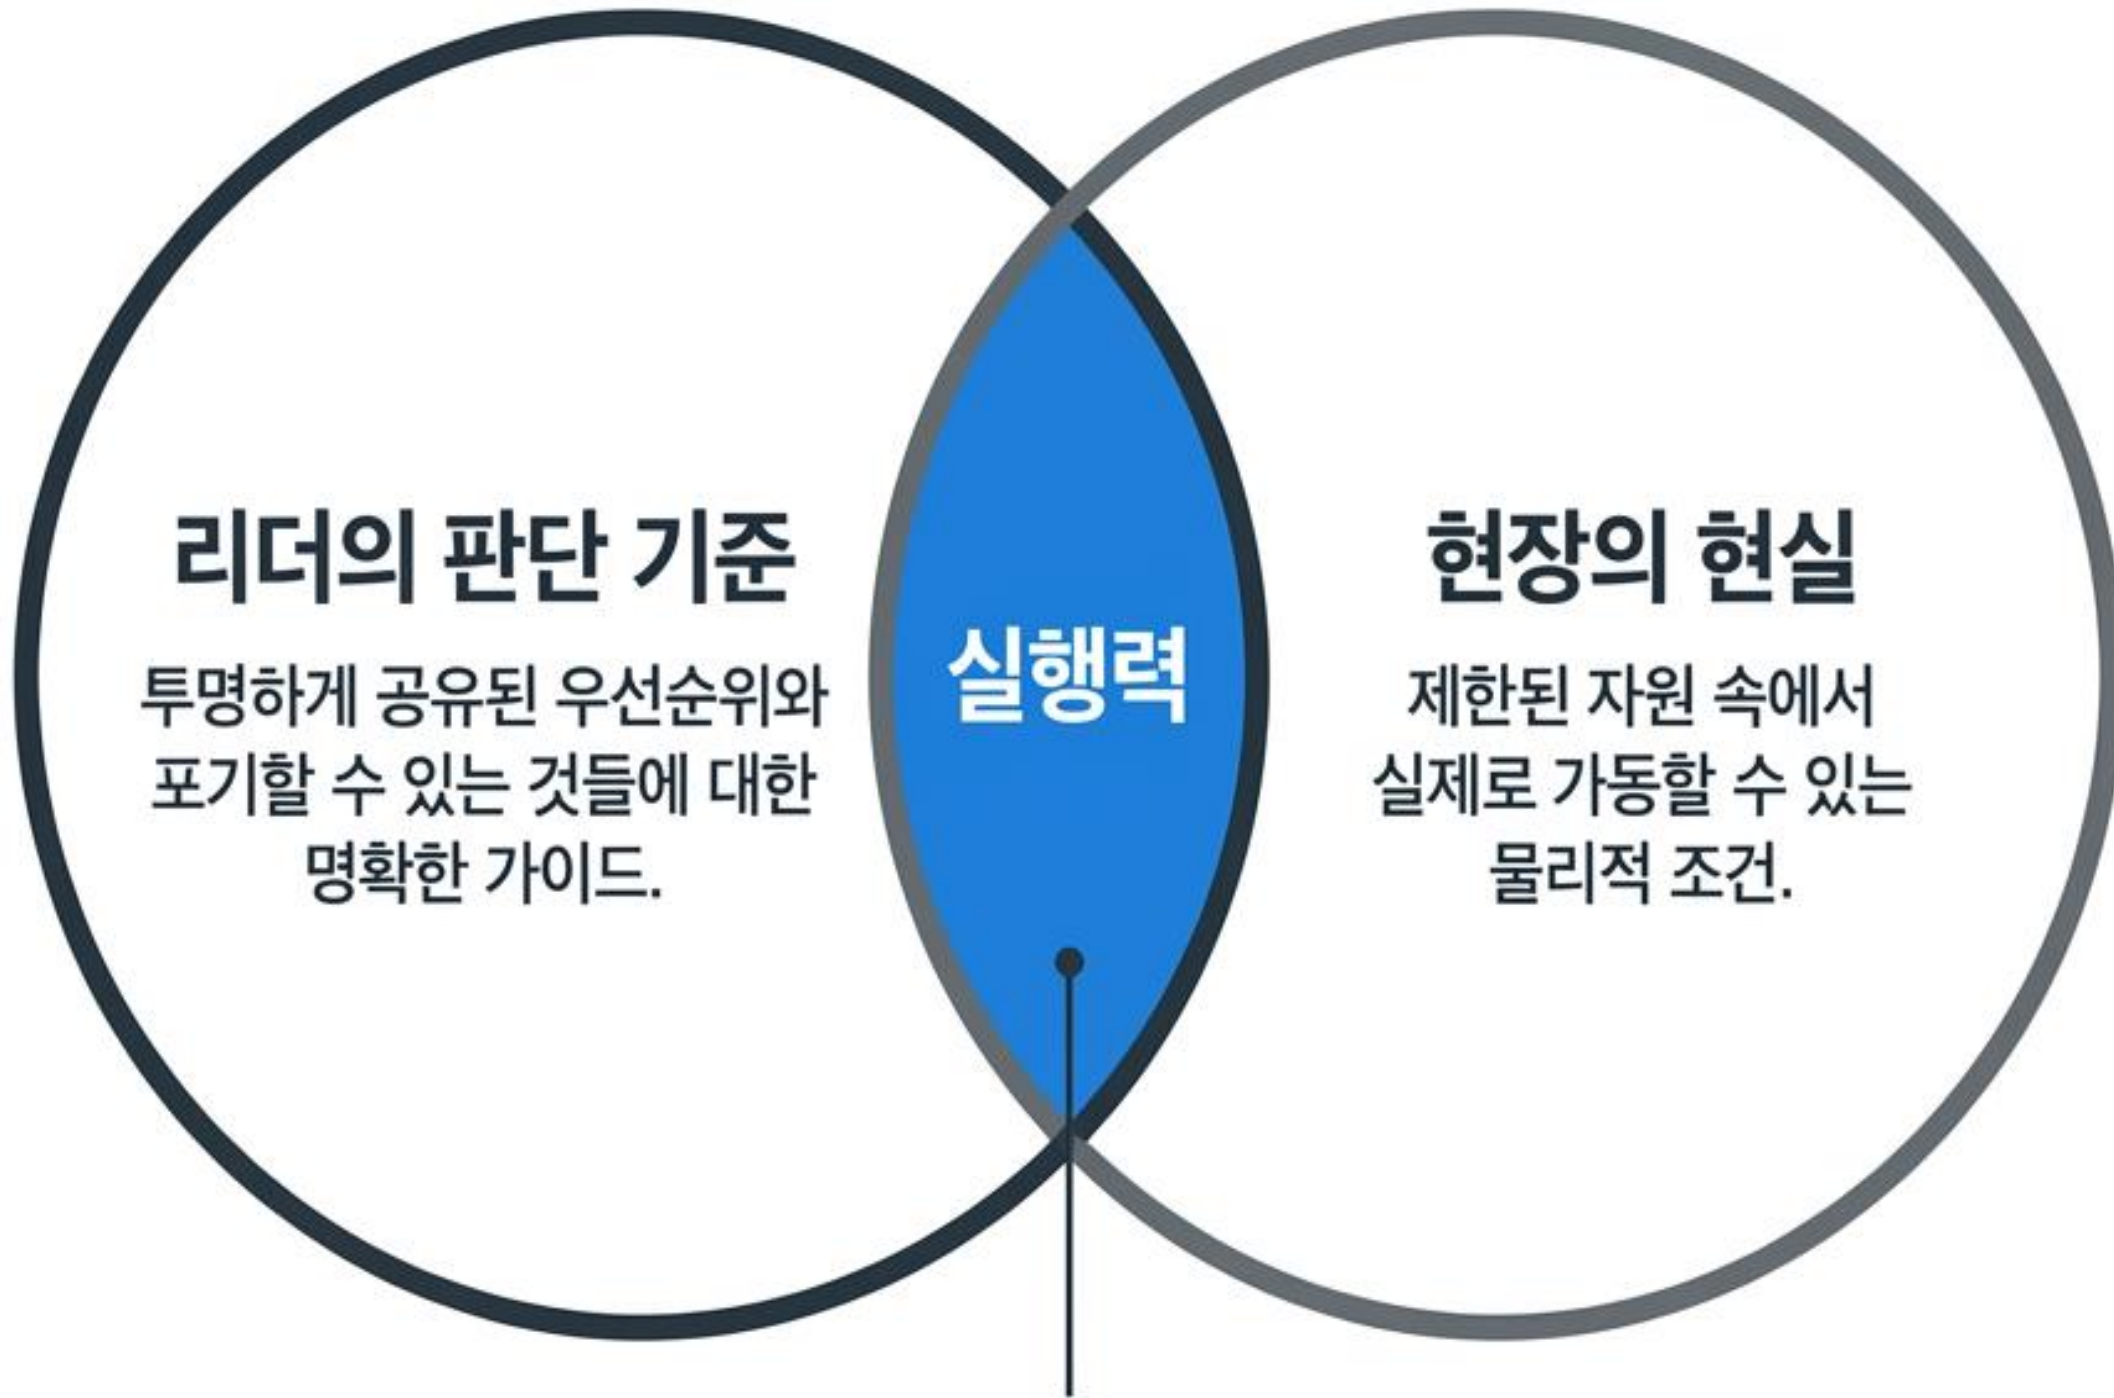 리더의 판단 기준
투명하게 공유된 우선순위와
포기할 수 있는 것들에 대한
명확한 가이드.
실행력
현장의 현실
제한된 자원 속에서
실제로 가동할 수 있는
물리적 조건.